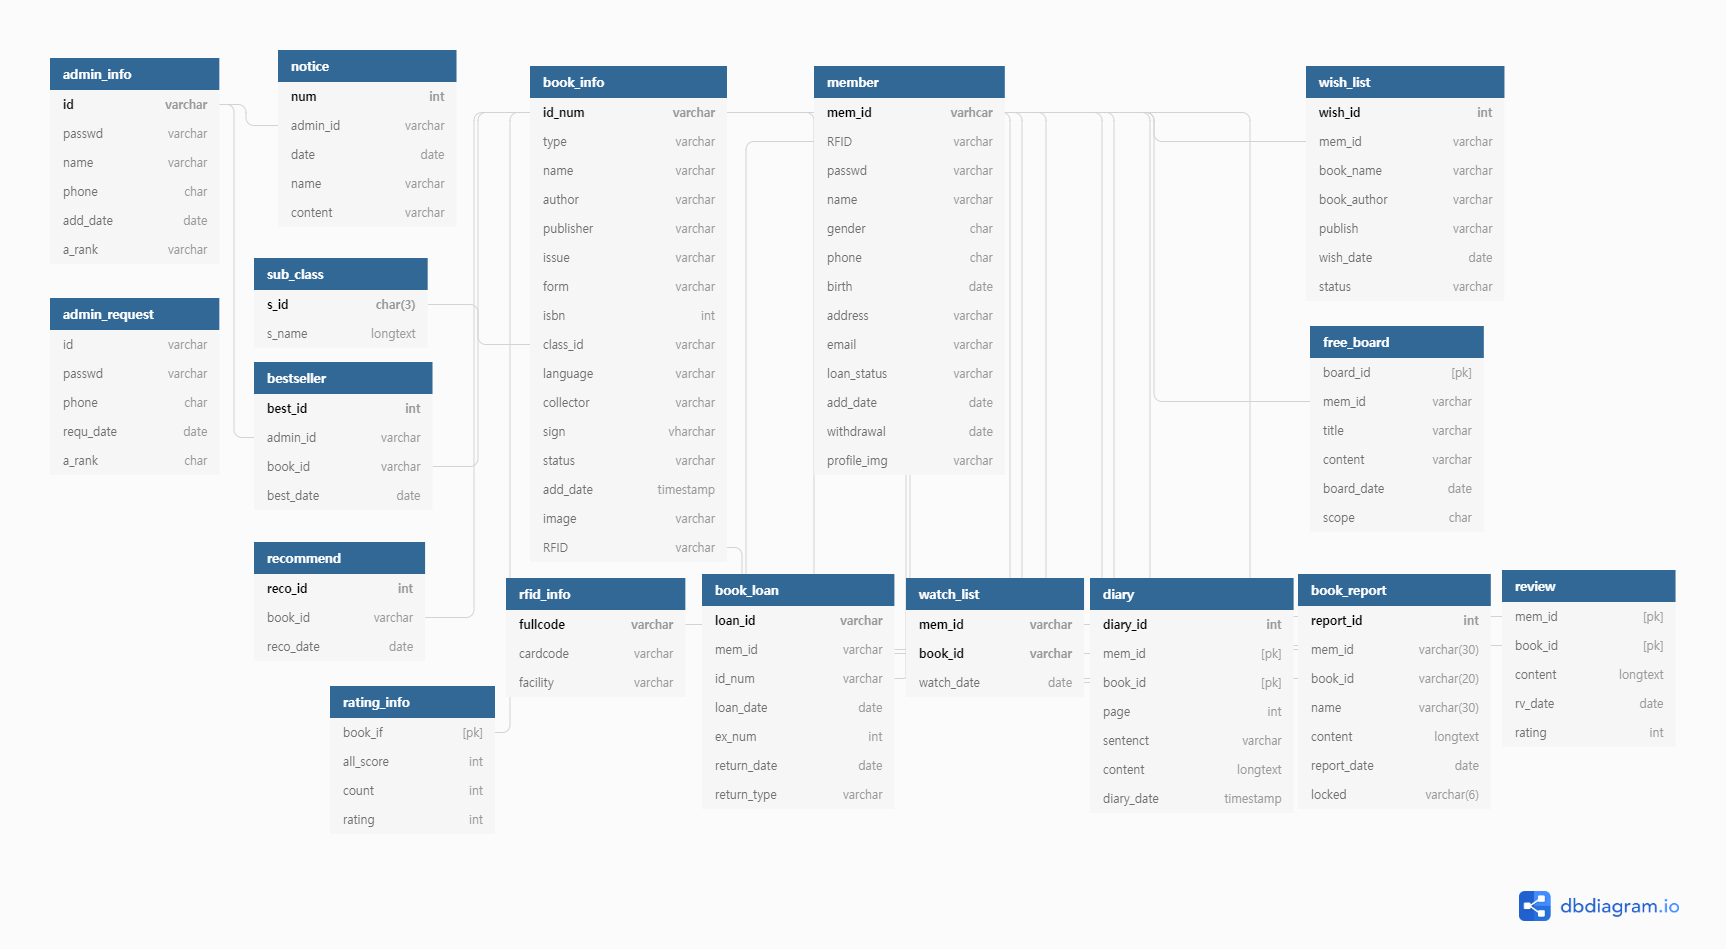 admin_info
id varchar
passwd varchar
name varchar
phone char
add_date date
a_rank varchar
notice
num int
admin_id varchar
date date
name varchar
content varchar
book_info
id_num varchar
type varchar
name varchar
author varchar
publisher varchar
issue varchar
form varchar
isbn int
class_id varchar
language varchar
collector varchar
sign vharchar
status varchar
add_date timestamp
image varchar
RFID varchar
member
mem_id varhcar
RFID varchar
passwd varchar
name varchar
gender char
phone char
birth date
address varchar
email varchar
loan_status varchar
add_date date
withdrawal date
profile_img varchar
wish_list
wish_id int
mem_id varchar
book_name varchar
book_author varchar
publish varchar
wish_date date
status varchar
sub_class
s_id char(3)
s_name longtext
admin_request
id varchar
passwd varchar
phone char
requ_date date
a_rank char
bestseller
best_id int
admin_id varchar
book_id varchar
best_date date
free_board
board_id [pk]
mem_id varchar
title varchar
content varchar
board_date date
scope char
recommend
reco_id int
book_id varchar
reco_date date
rfid_info
fullcode varchar
cardcode varchar
facility varchar
book_loan
loan_id varchar
mem_id varchar
id_num varchar
loan_date date
ex_num int
return_date date
return_type varchar
watch_list
mem_id varchar
book_id varchar
watch_date date
diary
diary_id int
mem_id [pk]
book_id [pk]
page int
sentenct varchar
content longtext
diary_date timestamp
book_report
report_id int
mem_id varchar(30)
book_id varchar(20)
name varchar(30)
content longtext
report_date date
locked varchar(6)
review
mem_id [pk]
book_id [pk]
content longtext
rv_date date
rating int
rating_info
book_if [pk]
all_score int
count int
rating int
dbdiagram.io